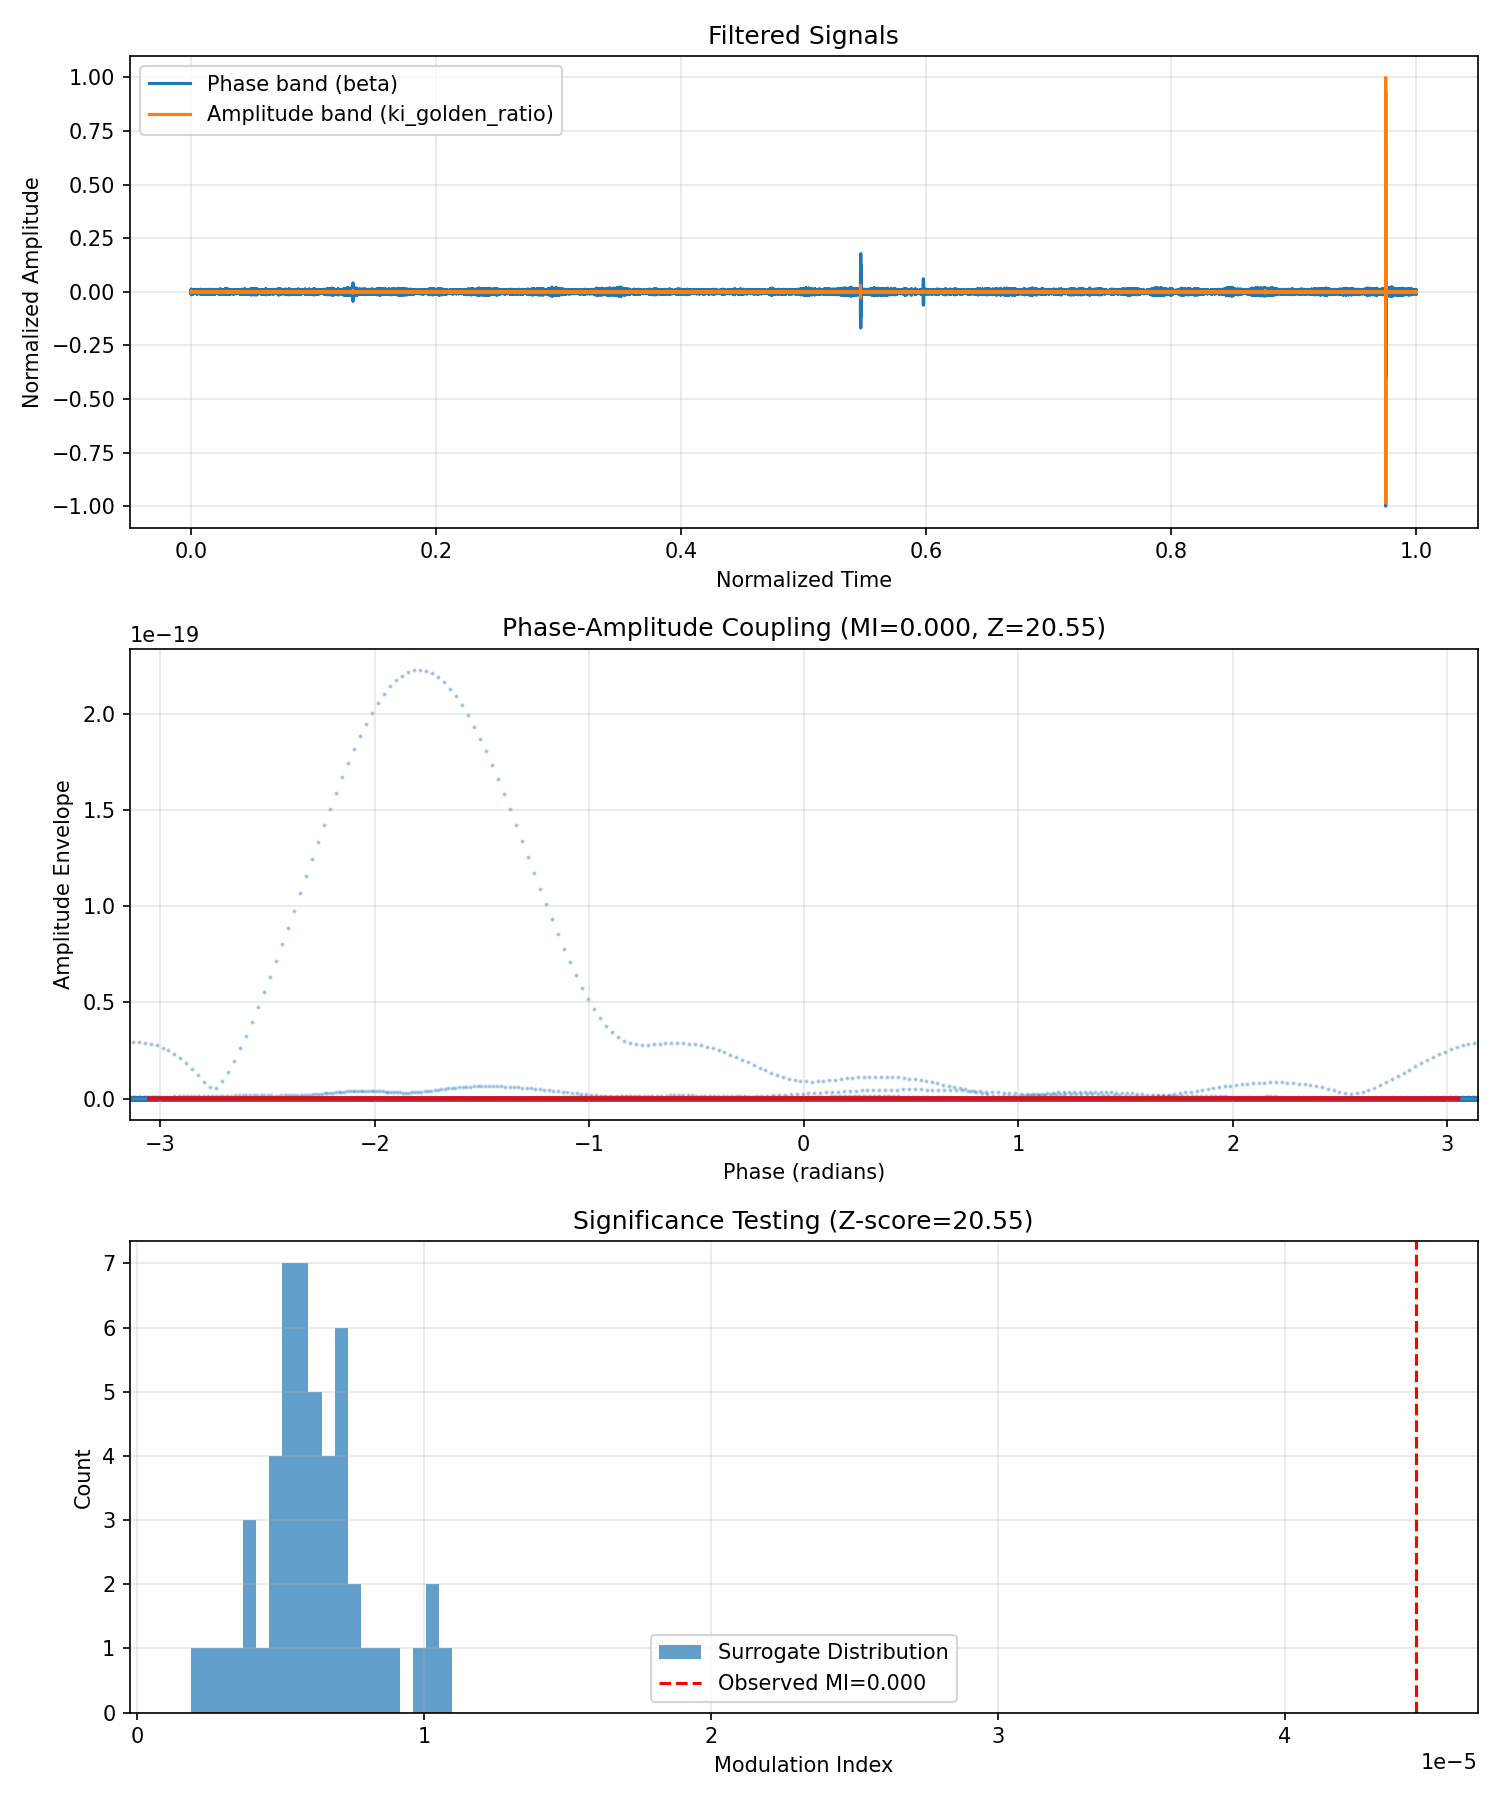 Filtered Signals
Phase band (beta)
Amplitude band (ki_golden_ratio)
1.00
0.75
0.50
0.25
0.00
−0.25
−0.50
−0.75
−1.00
Normalized Amplitude
0.0 0.2 0.4 0.6 0.8 1.0
Normalized Time
1e−19
Phase-Amplitude Coupling (MI=0.000, Z=20.55)
2.0
1.5
1.0
0.5
0.0
Amplitude Envelope
−3 −2 −1 0 1 2 3
Phase (radians)
Significance Testing (Z-score=20.55)
7
6
5
4
3
2
1
0
Count
Surrogate Distribution
Observed MI=0.000
0 1 2 3 4
1e−5
Modulation Index